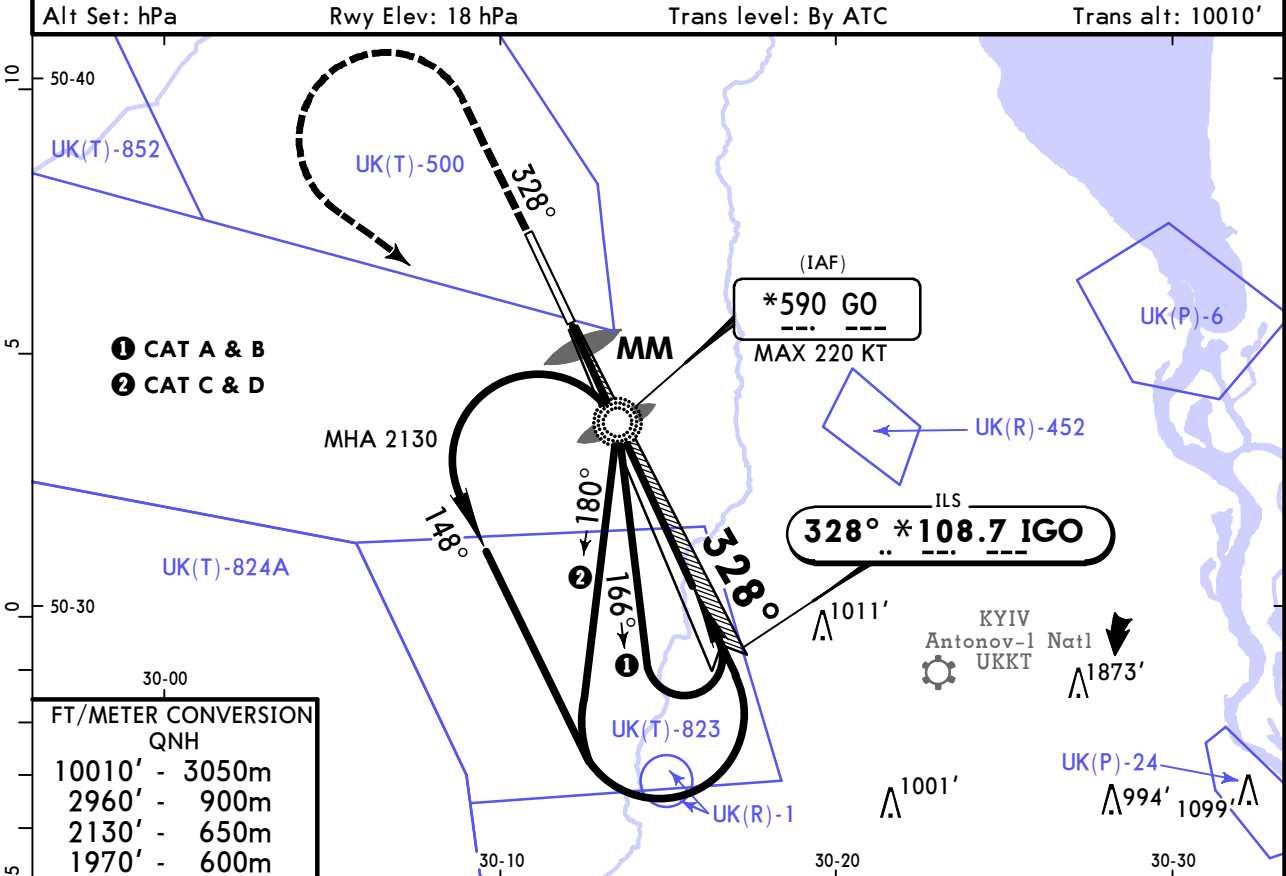 Alt Set: hPa Rwy Elev: 18 hPa Trans level: By ATC Trans alt: 10010'
10
50-40
UK(T)-852
UK(T)-500
328°
(IAF)
*590 GO
MAX 220 KT
UK(P)-6
5
1 CAT A & B
2 CAT C & D
MM
MHA 2130
UK(R)-452
148°
180°
2
328°
ILS
328° *108.7 IGO
UK(T)-824A
166°
1
0
50-30
1011'
KYIV
Antonov-1 Natl
UKKT
1873'
30-00
UK(T)-823
UK(P)-24
UK(R)-1
1001'
994'
1099'
FT/METER CONVERSION
QNH
10010' - 3050m
2960' - 900m
2130' - 650m
1970' - 600m
5
30-10
30-20
30-30